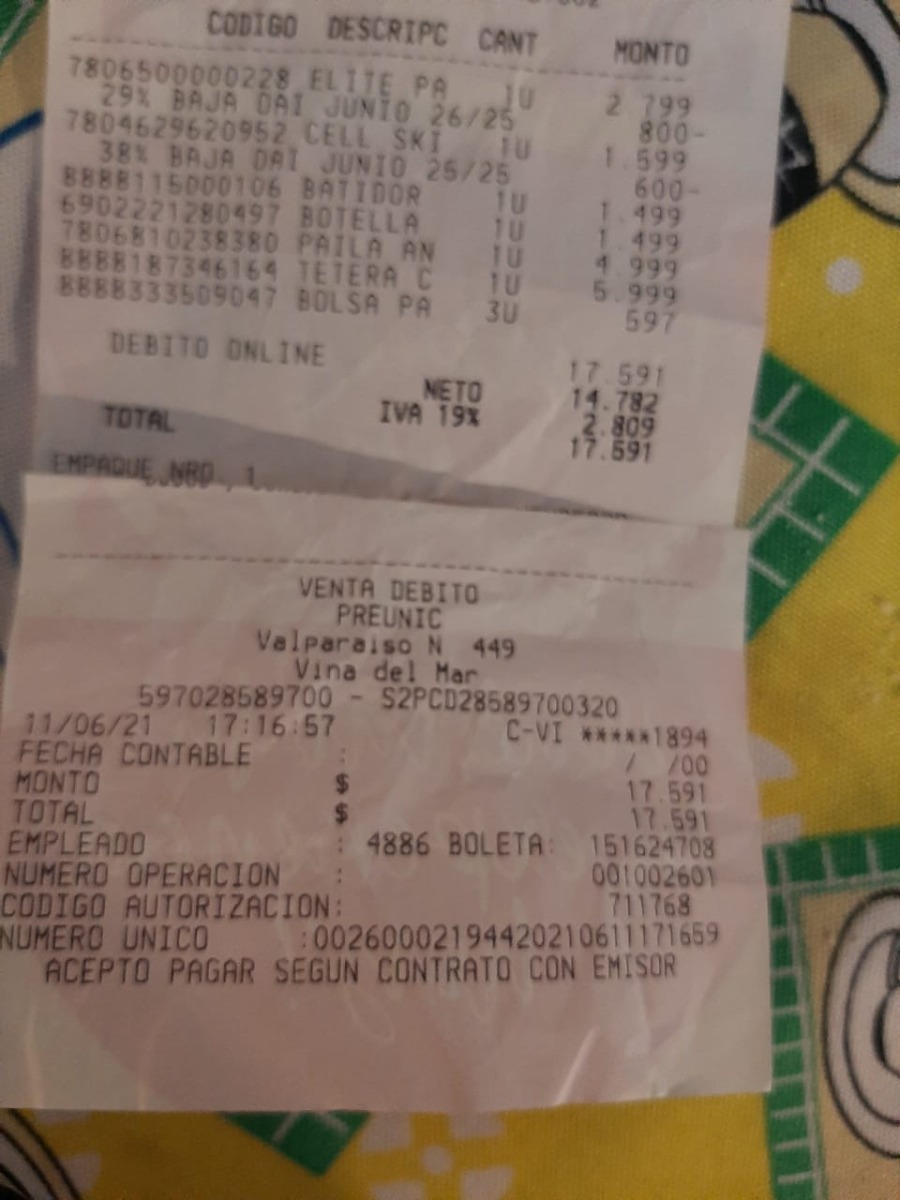 CODIGO DESCRIPC CANT MONTO
7806500000228 ELITE PA 1U 2.799
29% BAJA DAI JUNIO 26/25 800-
7804629620952 CELL SKI 1U 1.599
38% BAJA DAI JUNIO 25/25 600-
8888115000106 BATIDOR 1U 1.499
6902221280497 BOTELLA 1U 1.499
7806810238380 PAILA AN 1U 4.999
8888187346164 TETERA C 1U 5.999
8888333509047 BOLSA PA 3U 597
DEBITO ONLINE 17.591
NETO 14.782
IVA 19% 2.809
TOTAL 17.591
EMPAQUE NRO
VENTA DEBITO
PREUNIC
Valparaiso N 449
Vina del Mar
597028589700 - S2PCD28589700320
11/06/21 17:16:57 C-VI *****1894
FECHA CONTABLE : / /00
MONTO $ 17.591
TOTAL $ 17.591
EMPLEADO : 4886 BOLETA: 151624708
NUMERO OPERACION : 001002601
CODIGO AUTORIZACION: 711768
NUMERO UNICO :00260002194420210611171659
ACEPTO PAGAR SEGUN CONTRATO CON EMISOR